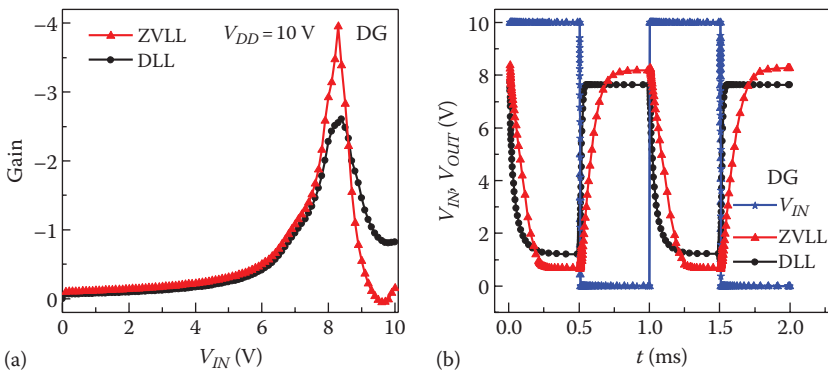 −4
−3
−2
−1
0
Gain
ZVLL
DLL
V_DD = 10 V
DG
0 2 4 6 8 10
V_IN (V)
(a)
10
8
6
4
2
0
V_IN, V_OUT (V)
DG
V_IN
ZVLL
DLL
0.0 0.5 1.0 1.5 2.0
t (ms)
(b)